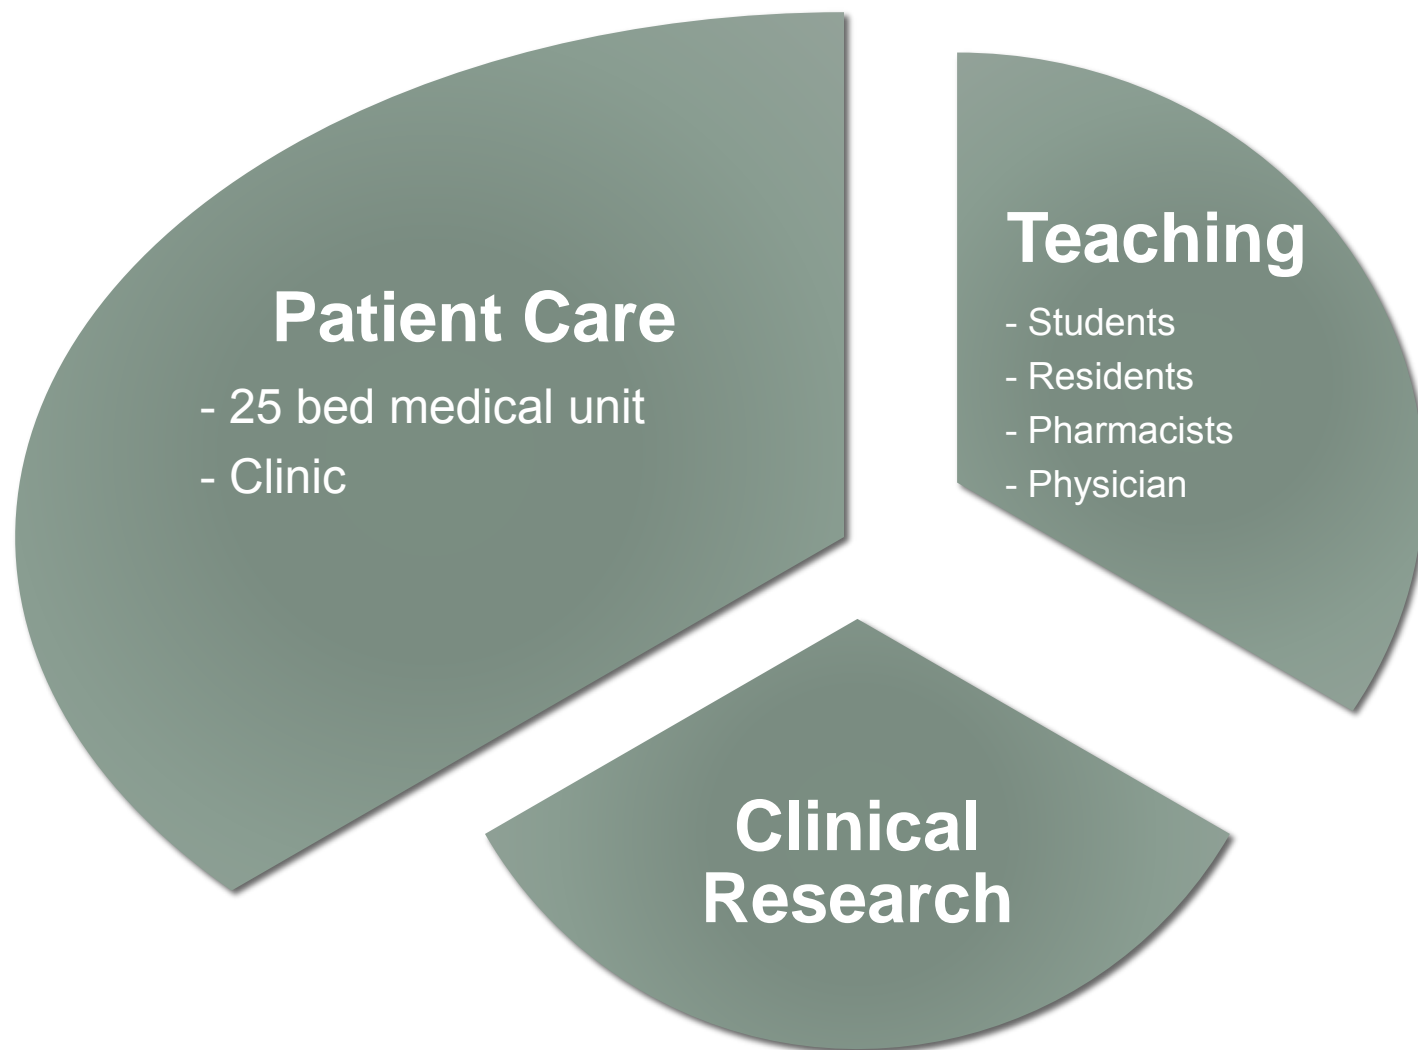 Patient Care
- 25 bed medical unit
- Clinic
Teaching
- Students
- Residents
- Pharmacists
- Physician
Clinical
Research